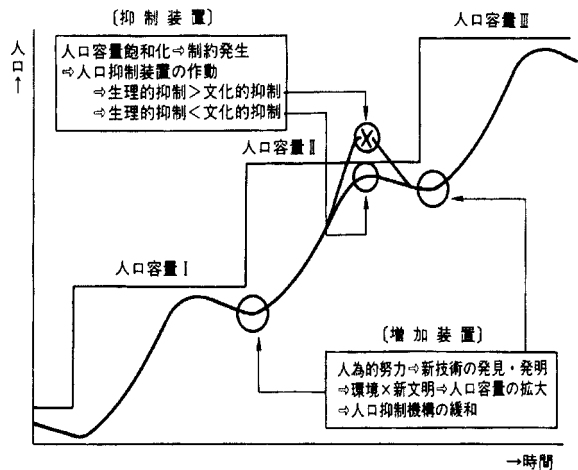 〔抑制装置〕
人口容量飽和化⇨制約発生
⇨人口抑制装置の作動
⇨生理的抑制>文化的抑制
⇨生理的抑制<文化的抑制
人口容量Ⅲ
人口↑
人口容量Ⅱ
X
人口容量Ⅰ
〔増加装置〕
人為的努力⇨新技術の発見・発明
⇨環境×新文明⇨人口容量の拡大
⇨人口抑制機構の緩和
→時間